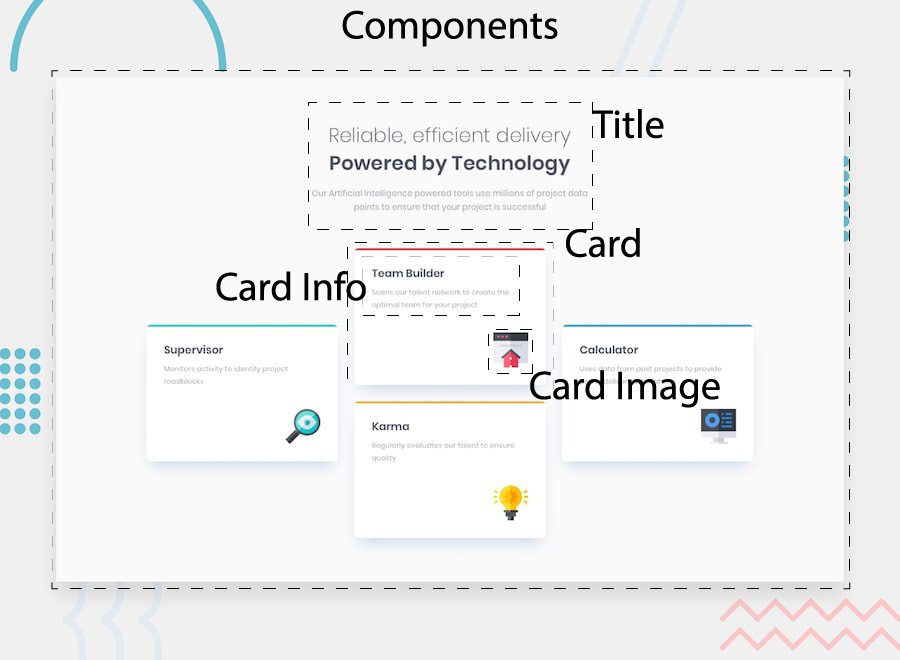 Components
Title
Reliable, efficient delivery
Powered by Technology
Our Artificial Intelligence powered tools use millions of project data
points to ensure that your project is successful
Card
Card Info
Team Builder
Scans our talent network to create the
optimal team for your project
Card Image
Supervisor
Monitors activity to identify project
roadblocks
Calculator
Uses data from past projects to provide
Karma
Regularly evaluates our talent to ensure
quality